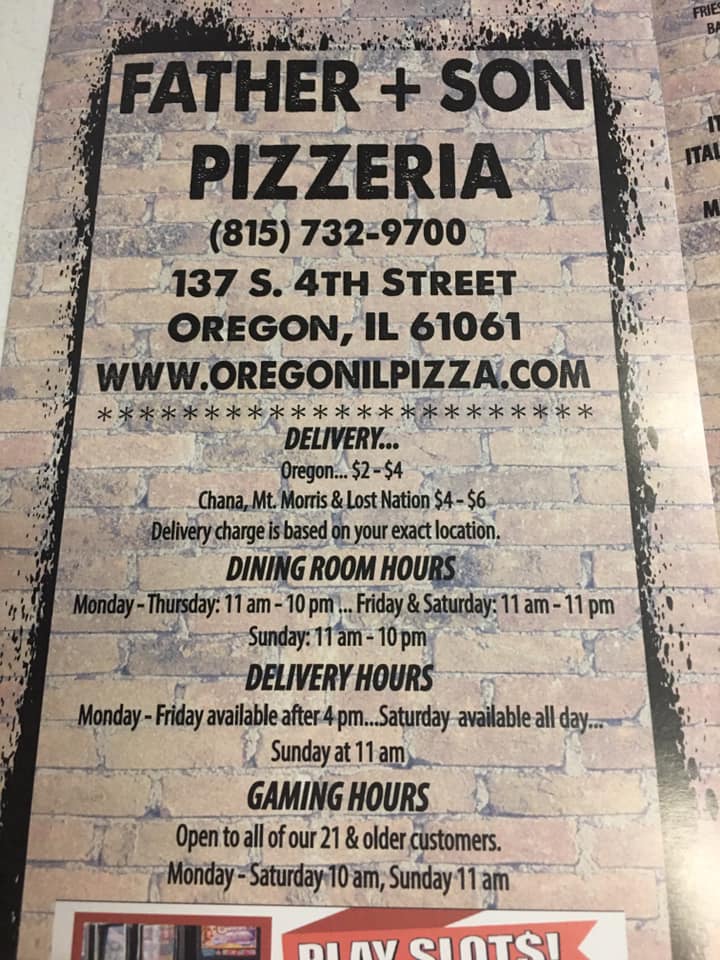 FATHER + SON
PIZZERIA
(815) 732-9700
137 S. 4TH STREET
OREGON, IL 61061
WWW.OREGONILPIZZA.COM
****************************
DELIVERY...
Oregon... $2 - $4
Chana, Mt. Morris & Lost Nation $4 - $6
Delivery charge is based on your exact location.
DINING ROOM HOURS
Monday - Thursday: 11 am - 10 pm ... Friday & Saturday: 11 am - 11 pm
Sunday: 11 am - 10 pm
DELIVERY HOURS
Monday - Friday available after 4 pm...Saturday available all day...
Sunday at 11 am
GAMING HOURS
Open to all of our 21 & older customers.
Monday - Saturday 10 am, Sunday 11 am
PLAY SLOT$!